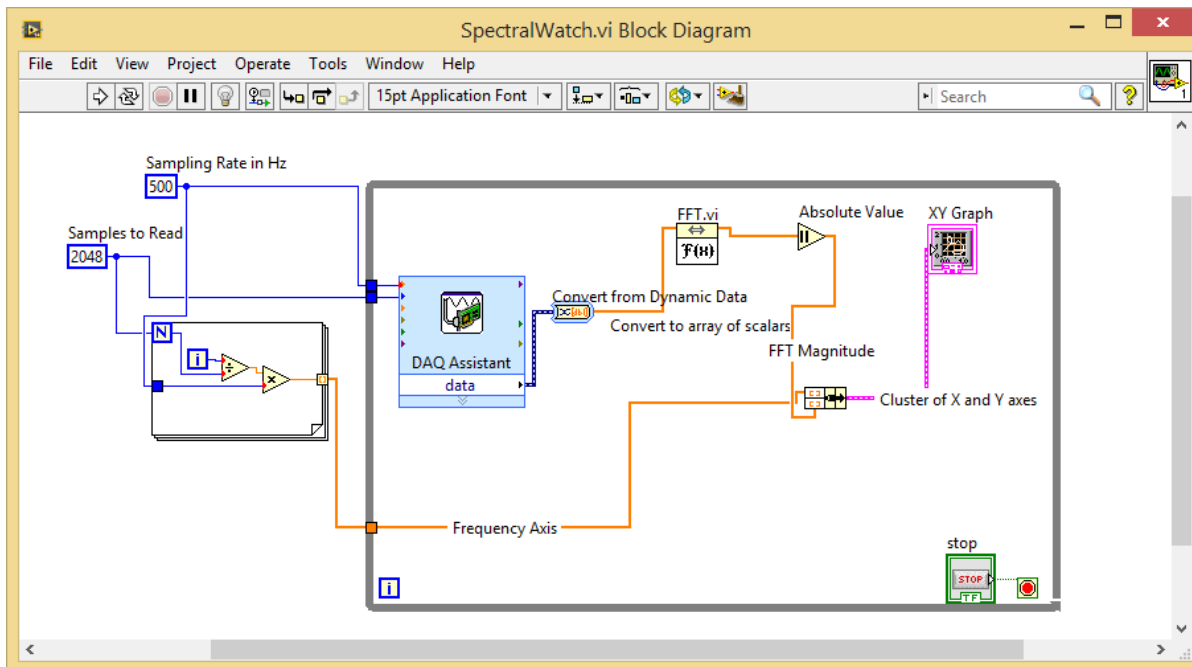 SpectralWatch.vi Block Diagram
File Edit View Project Operate Tools Window Help
15pt Application Font
Search
1
Sampling Rate in Hz
500
Samples to Read
2048
N
i
÷
x
DAQ Assistant
data
Convert from Dynamic Data
Convert to array of scalars
FFT.vi
F(x)
Absolute Value
XY Graph
FFT Magnitude
Cluster of X and Y axes
Frequency Axis
i
stop
STOP
TF